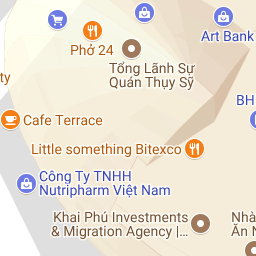 Phở 24
Art Bank
Tổng Lãnh Sự
Quán Thụy Sỹ
ty
BH
Cafe Terrace
Little something Bitexco
Công Ty TNHH
Nutripharm Việt Nam
Khai Phú Investments
& Migration Agency |...
Nhà
Ăn N